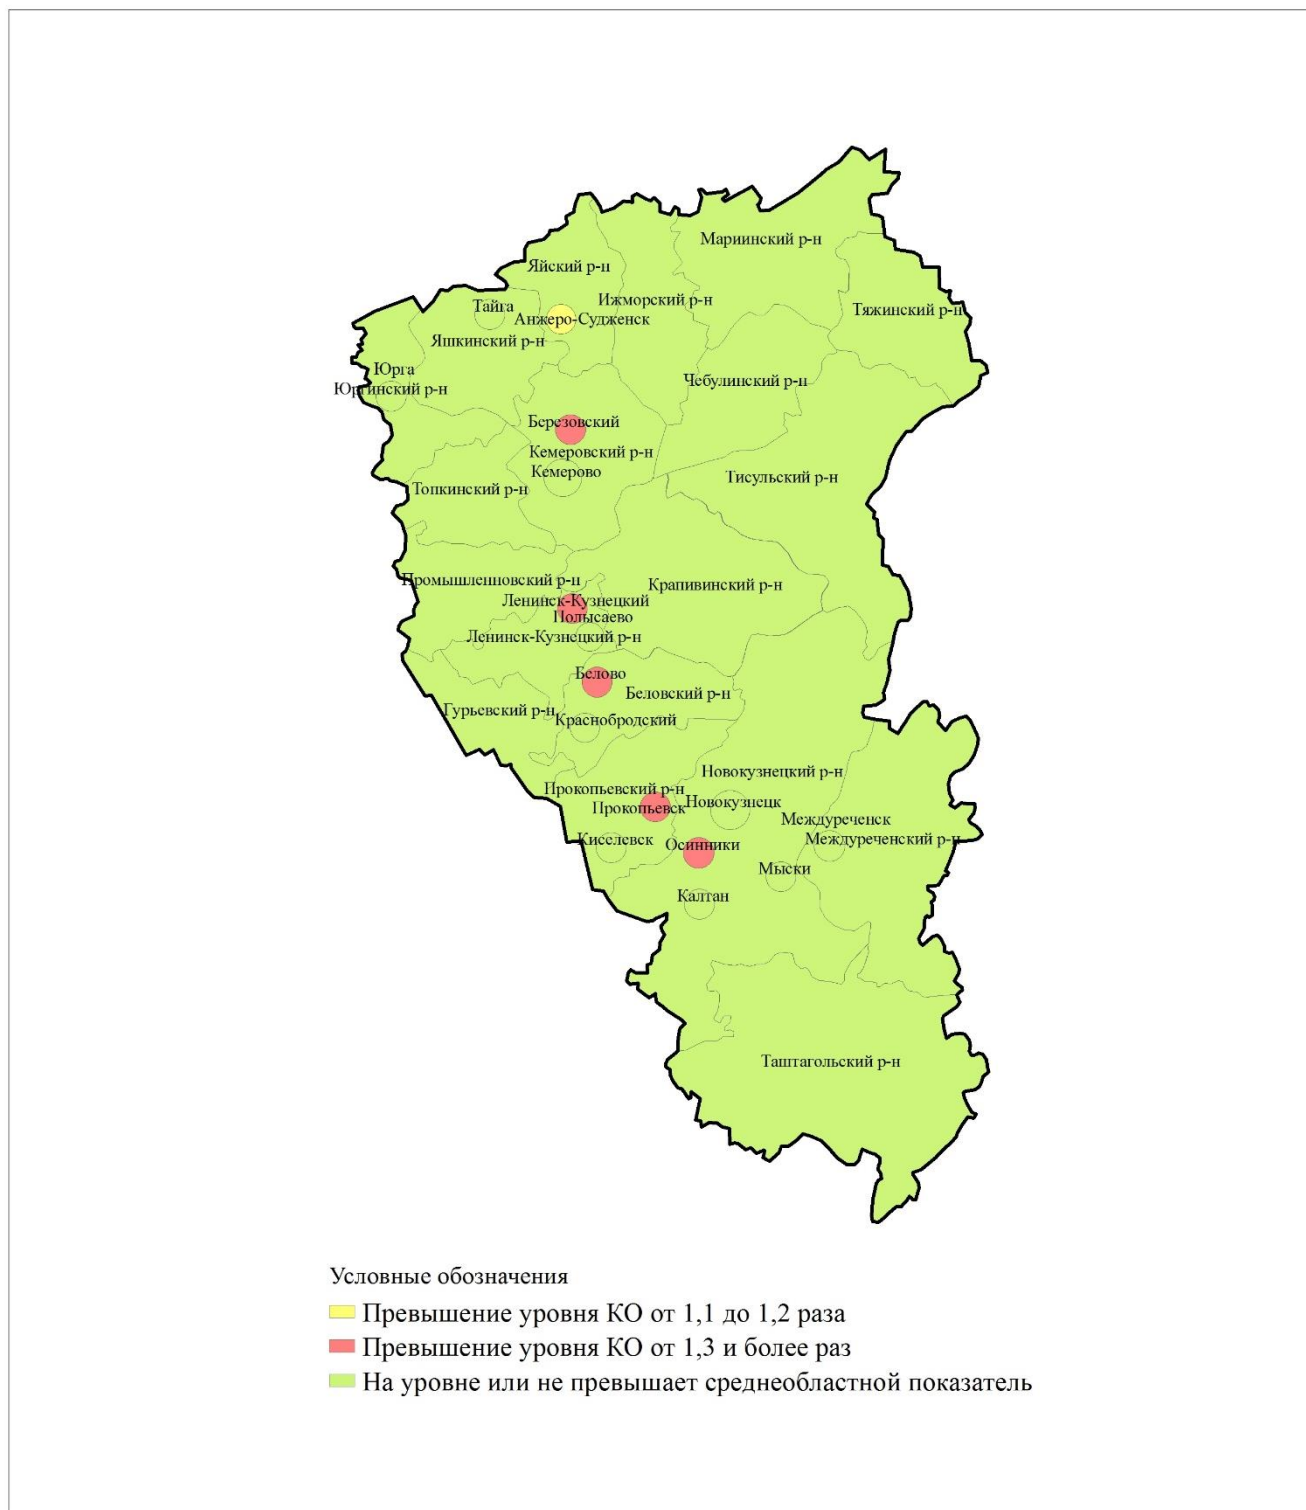 Мариинский р-н
Яйский р-н
Ижморский р-н
Тяжинский р-н
Тайга
Анжеро-Судженск
Яшкинский р-н
Юрга
Юргинский р-н
Чебулинский р-н
Березовский
Кемеровский р-н
Кемерово
Топкинский р-н
Тисульский р-н
Промышленновский р-н
Крапивинский р-н
Ленинск-Кузнецкий
Полысаево
Ленинск-Кузнецкий р-н
Белово
Беловский р-н
Гурьевский р-н
Краснобродский
Новокузнецкий р-н
Прокопьевский р-н
Прокопьевск
Новокузнецк
Междуреченск
Киселевск
Осинники
Междуреченский р-н
Мыски
Калтан
Таштагольский р-н
Условные обозначения
Превышение уровня КО от 1,1 до 1,2 раза
Превышение уровня КО от 1,3 и более раз
На уровне или не превышает среднеобластной показатель